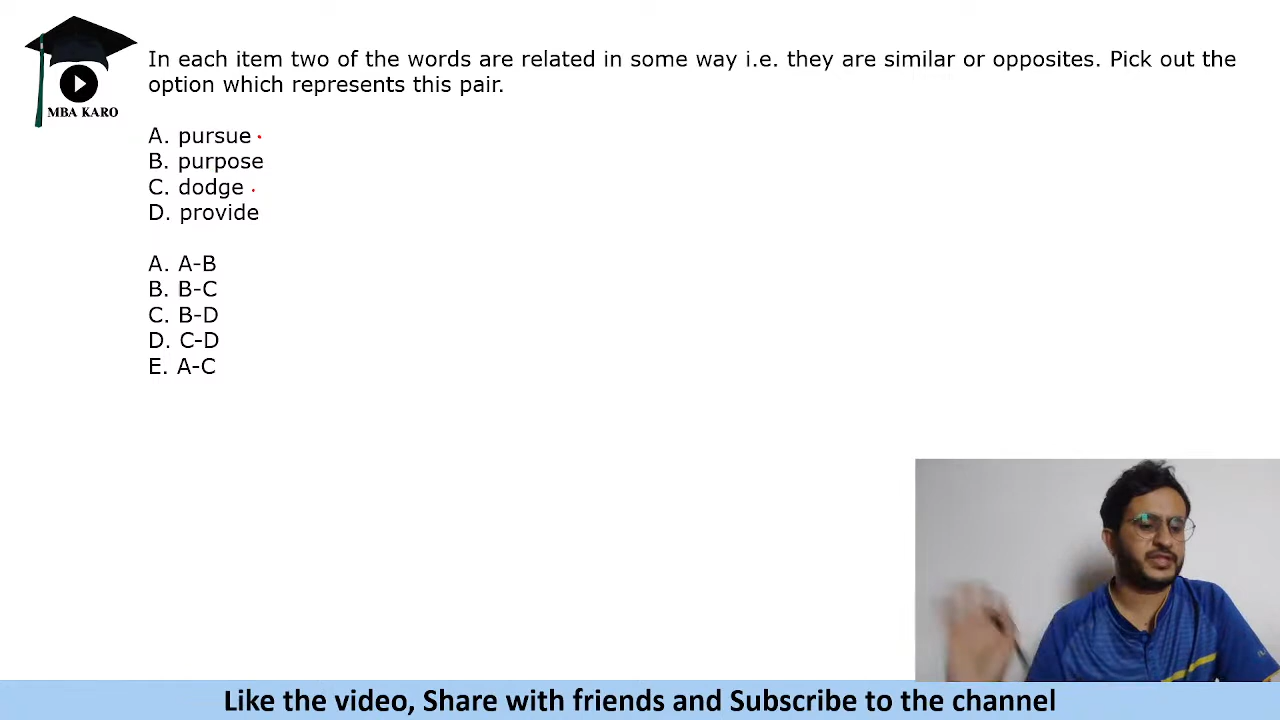 MBA KARO
In each item two of the words are related in some way i.e. they are similar or opposites. Pick out the
option which represents this pair.
A. pursue
B. purpose
C. dodge
D. provide
A. A-B
B. B-C
C. B-D
D. C-D
E. A-C
Like the video, Share with friends and Subscribe to the channel